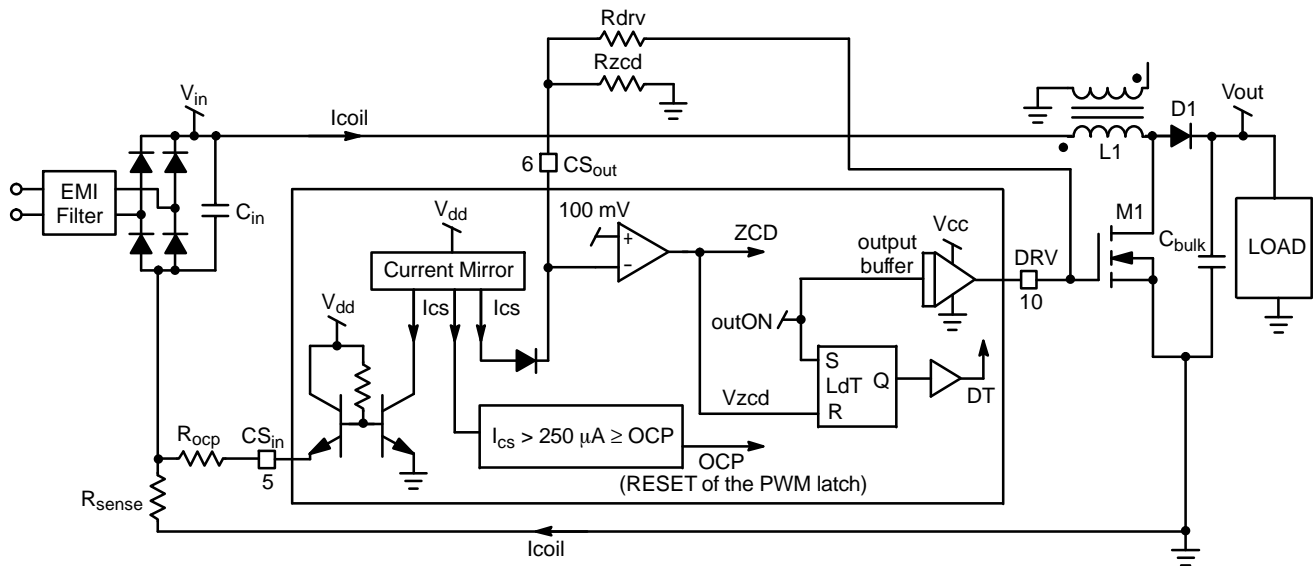 Rdrv
Rzcd
Vin
Icoil
Vout
D1
L1
6
CSout
EMI
Filter
Cin
Vdd
100 mV
+
−
ZCD
Vcc
output
buffer
M1
Cbulk
LOAD
Current Mirror
DRV
10
Vdd
Ics
Ics
outON
S
LdT
Q
R
DT
Vzcd
Rocp
CSin
5
Ics > 250 μA ≥ OCP
OCP
(RESET of the PWM latch)
Rsense
Icoil